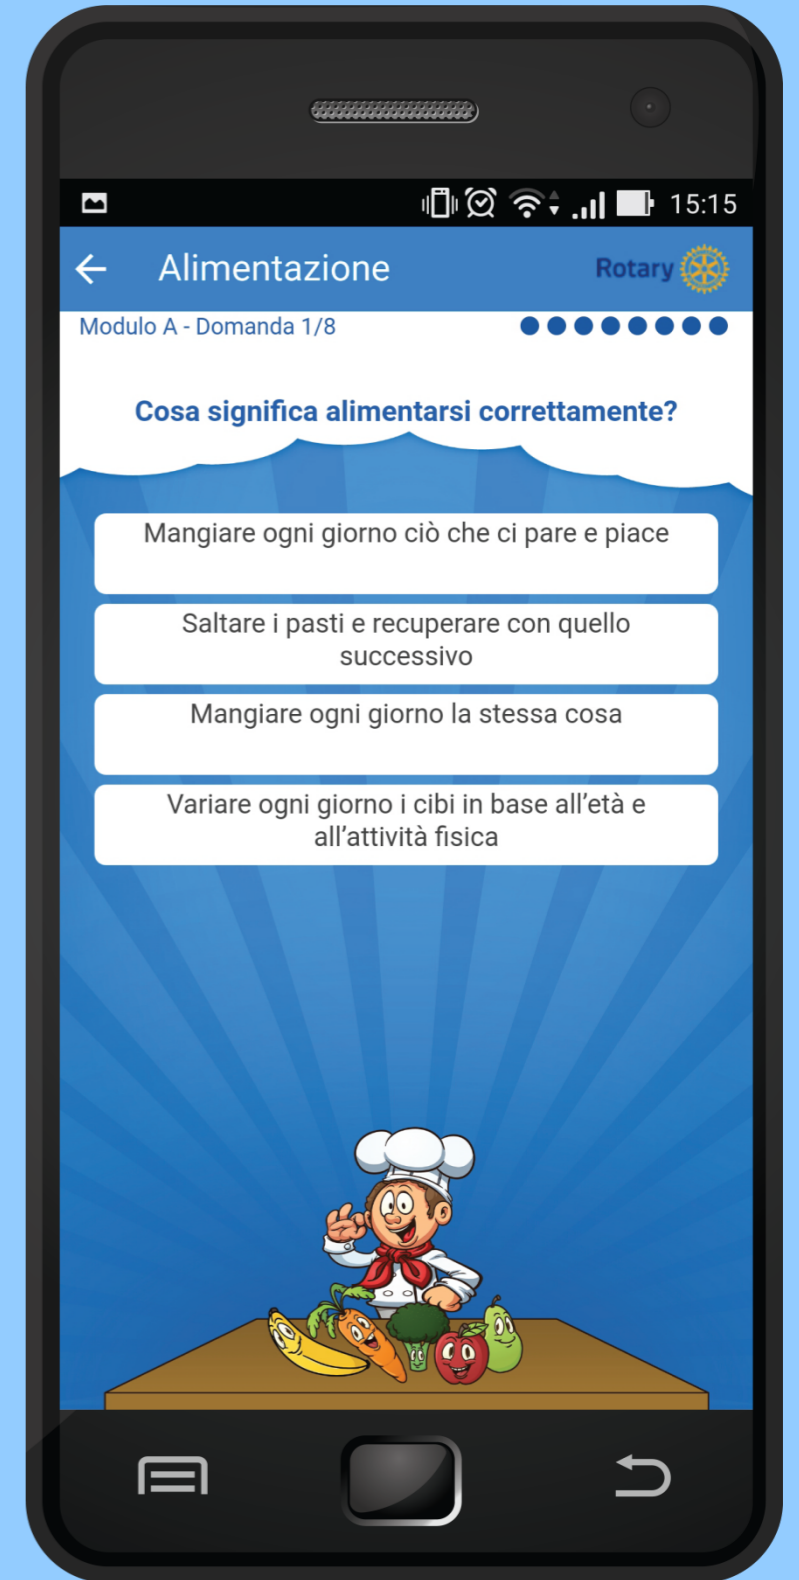 15:15
Alimentazione
Rotary
Modulo A - Domanda 1/8
Cosa significa alimentarsi correttamente?
Mangiare ogni giorno ciò che ci pare e piace
Saltare i pasti e recuperare con quello
successivo
Mangiare ogni giorno la stessa cosa
Variare ogni giorno i cibi in base all’età e
all’attività fisica